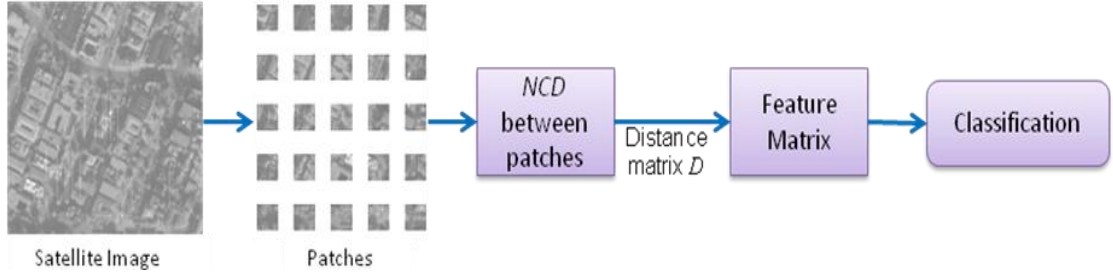 Satellite Image
Patches
NCD
between
patches
Distance
matrix D
Feature
Matrix
Classification